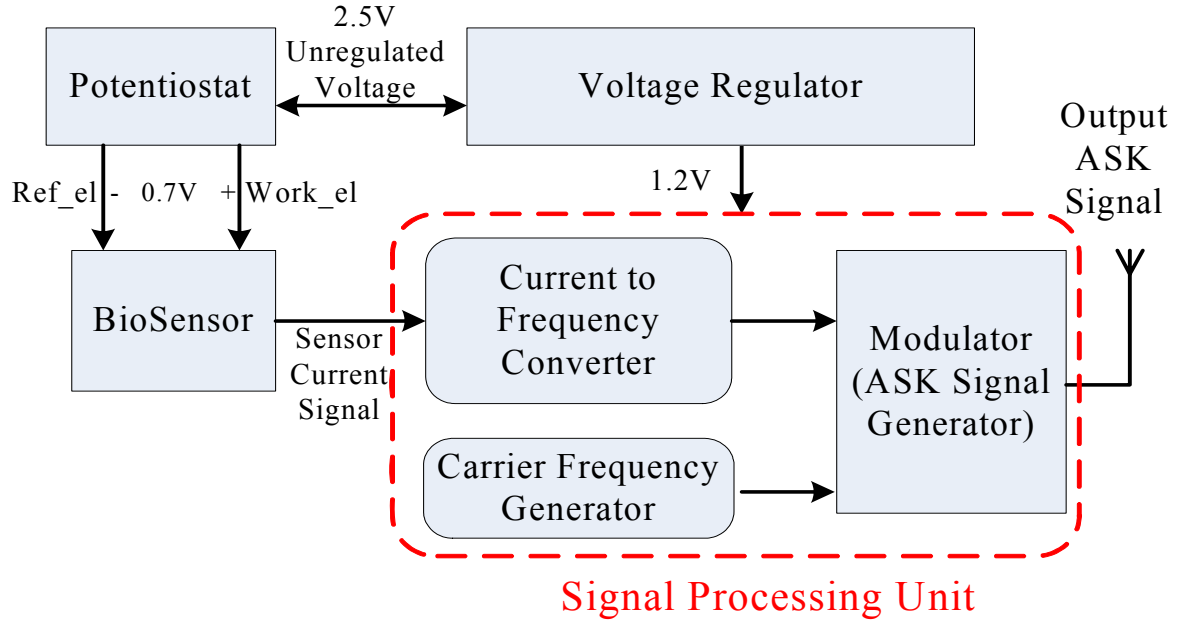 2.5V
Unregulated
Voltage
Potentiostat
Voltage Regulator
Output
ASK
Signal
Ref_el - 0.7V + Work_el
1.2V
BioSensor
Sensor
Current
Signal
Current to
Frequency
Converter
Modulator
(ASK Signal
Generator)
Carrier Frequency
Generator
Signal Processing Unit